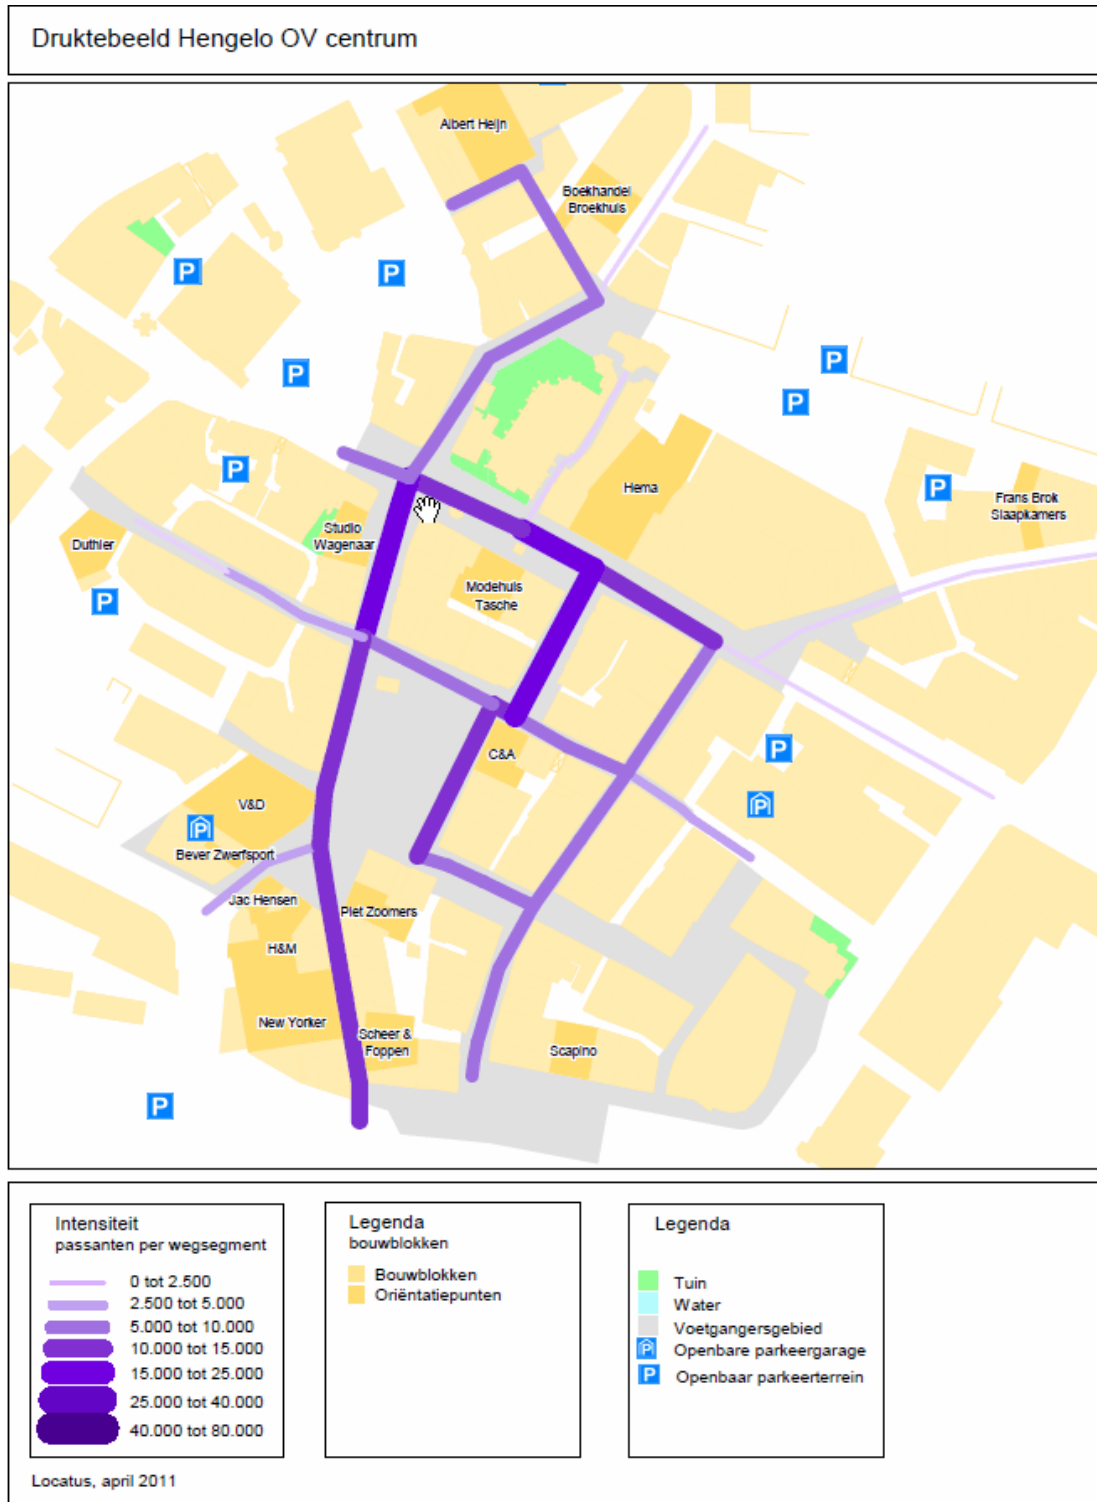 Druktebeeld Hengelo OV centrum
Albert Heijn
Boekhandel
Broekhuis
P
P
P
P
P
P
Hema
P
Frans Brok
Slaapkamers
Studio
Wagenaar
Duthler
P
Modehuis
Tasche
C&A
P
P
V&D
P
Bever Zwerfsport
Jac Hensen
Piet Zoomers
H&M
New Yorker
Scheer &
Foppen
Scapino
P
Intensiteit
passanten per wegsegment
0 tot 2.500
2.500 tot 5.000
5.000 tot 10.000
10.000 tot 15.000
15.000 tot 25.000
25.000 tot 40.000
40.000 tot 80.000
Legenda
bouwblokken
Bouwblokken
Oriëntatiepunten
Legenda
Tuin
Water
Voetgangersgebied
P Openbare parkeergarage
P Openbaar parkeerterrein
Locatus, april 2011